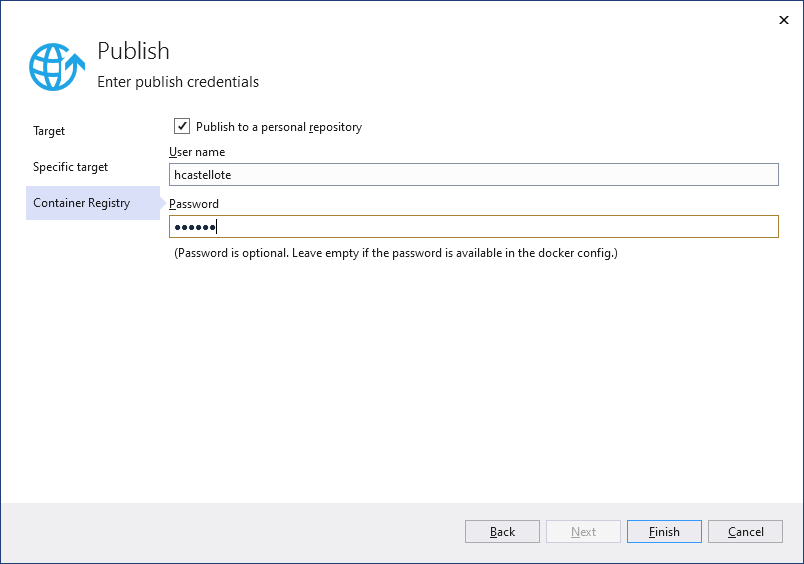 Publish
Enter publish credentials
Target
Specific target
Container Registry
Publish to a personal repository
User name
hcastellote
Password
••••••
(Password is optional. Leave empty if the password is available in the docker config.)
Back
Next
Finish
Cancel